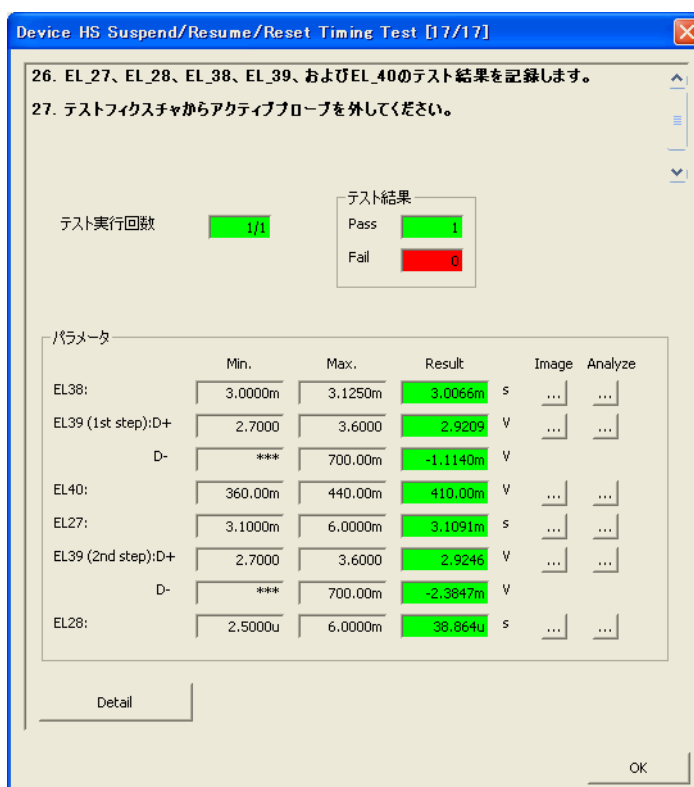 Device HS Suspend/Resume/Reset Timing Test [17/17]
26. EL_27、EL_28、EL_38、EL_39、およびEL_40のテスト結果を記録します。
27. テストフィクスチャからアクティブプローブを外してください。
テスト結果
テスト実行回数 1/1 Pass 1
Fail 0
パラメータ
Min. Max. Result Image Analyze
EL38: 3.0000m 3.1250m 3.0066m s ... ...
EL39 (1st step):D+ 2.7000 3.6000 2.9209 V ... ...
D- *** 700.00m -1.1140m V
EL40: 360.00m 440.00m 410.00m V ... ...
EL27: 3.1000m 6.0000m 3.1091m s ... ...
EL39 (2nd step):D+ 2.7000 3.6000 2.9246 V ... ...
D- *** 700.00m -2.3847m V
EL28: 2.5000u 6.0000m 38.864u s ... ...
Detail
OK